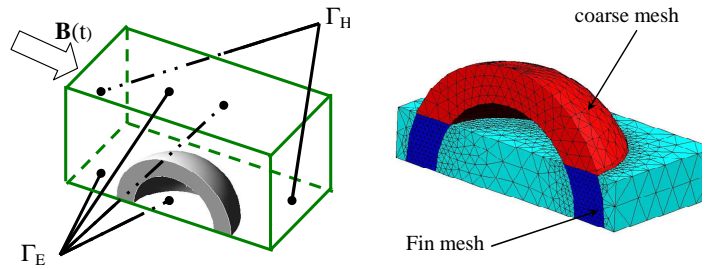 B(t)
Γ_H
Γ_E
coarse mesh
Fin mesh